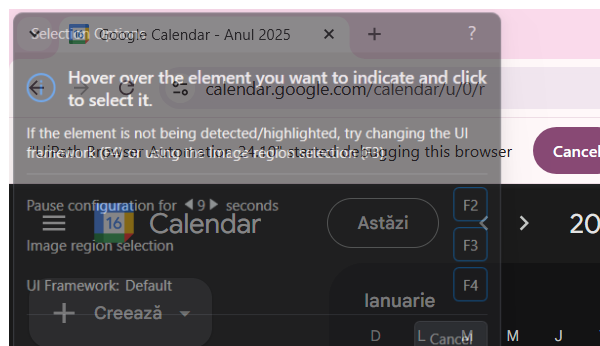 Selection Options
?
Google Calendar - Anul 2025
Hover over the element you want to indicate and click
to select it.
calendar.google.com/calendar/u/0/r
If the element is not being detected/highlighted, try changing the UI
framework (F4) or using the Image region selection (F3).
"UiPath Browser Automation 24.10" started debugging this browser
Cancel
Pause configuration for 9 seconds
F2
16
Calendar
Astăzi
20
Image region selection
F3
UI Framework: Default
F4
Ianuarie
Creează
D L M M J
Cancel